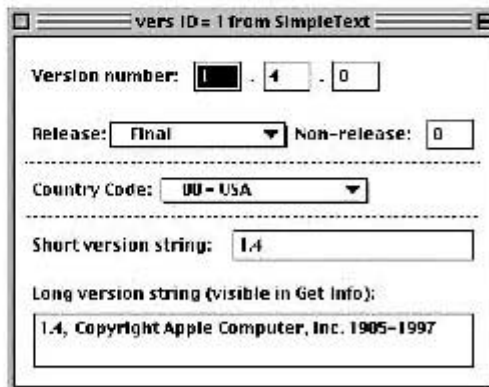 vers ID = 1 from SimpleText
Version number: 1 . 4 . 0
Release: Final Non-release: 0
Country Code: 00 - USA
Short version string: 1.4
Long version string (visible in Get Info):
1.4, Copyright Apple Computer, Inc. 1985-1997